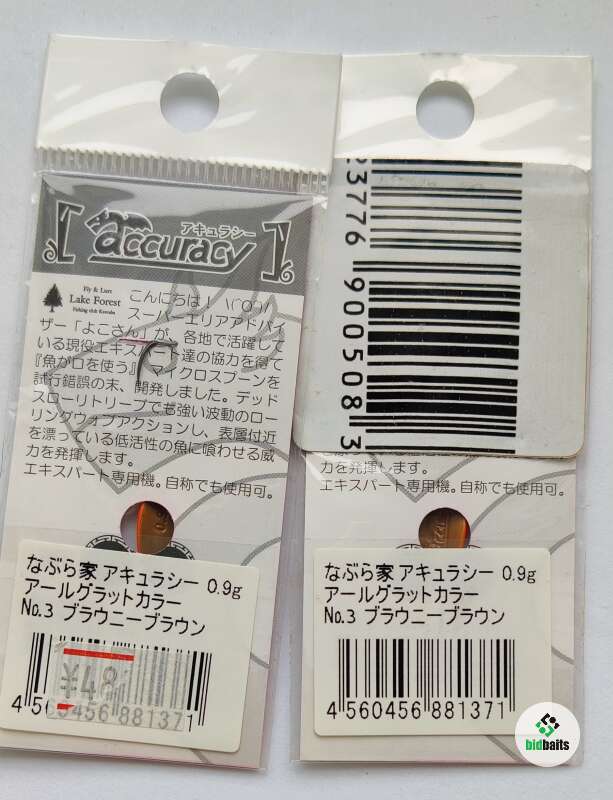 アキュラシー
accuracy
Fly & Lure
Lake Forest
こんにちは! \(^O^)/
スーパーエリアアドバイ
ザー「よこさん」が、各地で活躍して
いる現役エキスパート達の協力を得て
『魚が口を使う』マイクロスプーンを
試行錯誤の末、開発しました。デッド
スローリトリーブでも強い波動のロー
リングウォブアクションし、表層付近
を漂っている低活性の魚に喰わせる威
力を発揮します。
エキスパート専用機。自称でも使用可。
なぶら家 アキュラシー 0.9g
アールグラットカラー
No.3 ブラウニーブラウン
¥48
4 565456 881371
23776 9005083
力を発揮します。
エキスパート専用機。自称でも使用可。
なぶら家 アキュラシー 0.9g
アールグラットカラー
No.3 ブラウニーブラウン
4 560456 881371
bidbaits